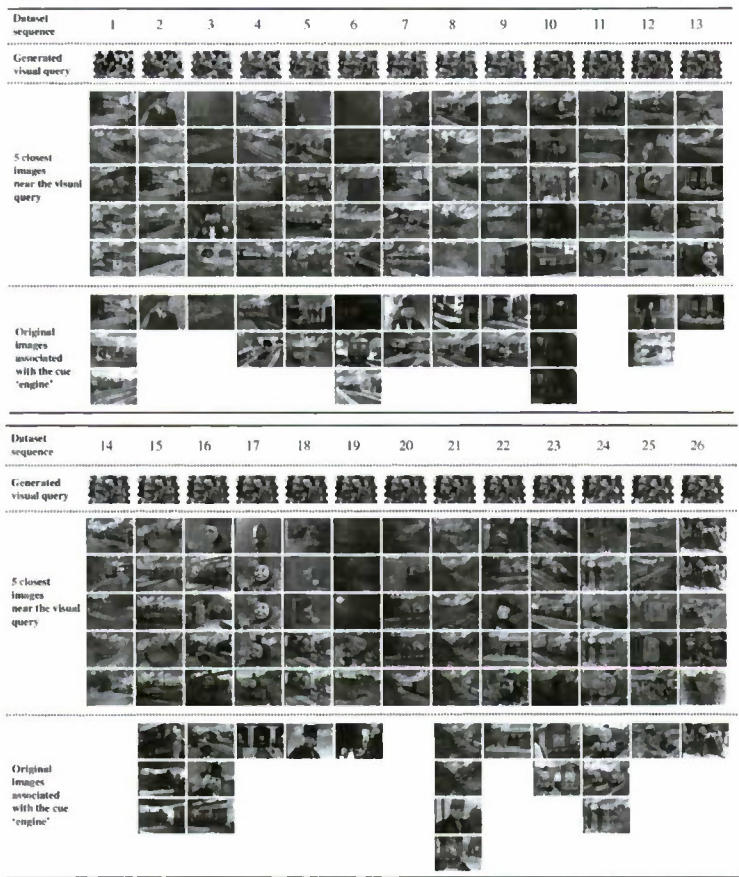 Dataset
sequence
1 2 3 4 5 6 7 8 9 10 11 12 13
Generated
visual query
5 closest
images
near the visual
query
Original
images
associated
with the cue
'engine'
Dataset
sequence
14 15 16 17 18 19 20 21 22 23 24 25 26
Generated
visual query
5 closest
images
near the visual
query
Original
images
associated
with the cue
'engine'